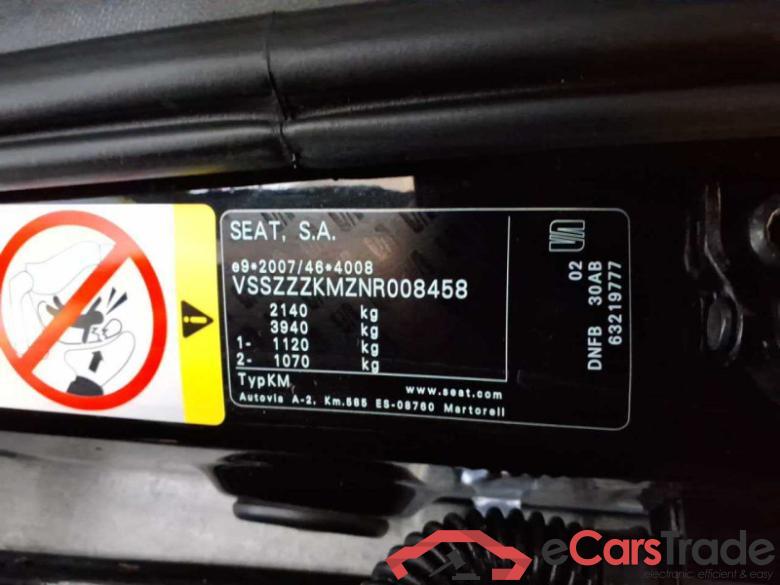 SEAT, S.A.
e9*2007/46*4008
VSSZZZKMZNR008458
2140 kg
3940 kg
1- 1120 kg
2- 1070 kg
TypKM
www.seat.com
Autovia A-2, Km.585 ES-08760 Martorell
02
DNFB 30AB
63219777
eCarsTrade
electronic, efficient & easy